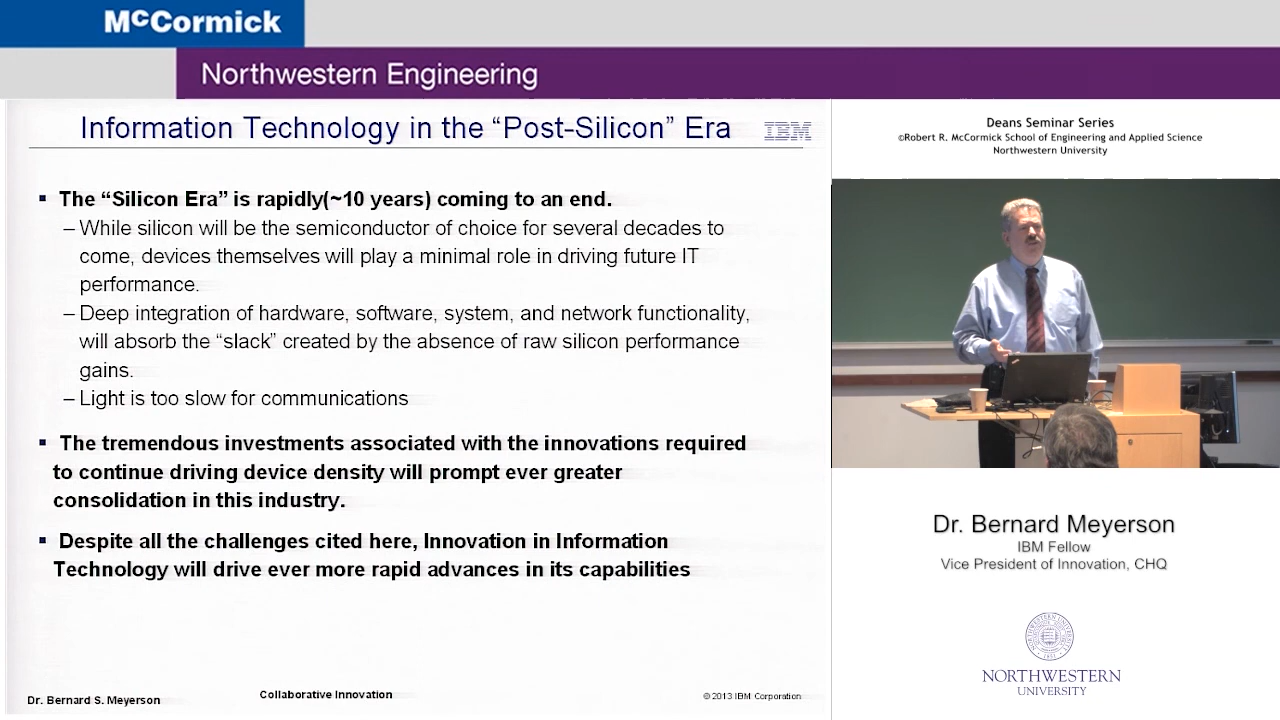 McCormick
Northwestern Engineering
Information Technology in the “Post-Silicon” Era
IBM
▪ The “Silicon Era” is rapidly(~10 years) coming to an end.
– While silicon will be the semiconductor of choice for several decades to
come, devices themselves will play a minimal role in driving future IT
performance.
– Deep integration of hardware, software, system, and network functionality,
will absorb the “slack” created by the absence of raw silicon performance
gains.
– Light is too slow for communications
▪ The tremendous investments associated with the innovations required
to continue driving device density will prompt ever greater
consolidation in this industry.
▪ Despite all the challenges cited here, Innovation in Information
Technology will drive ever more rapid advances in its capabilities
Dr. Bernard S. Meyerson
Collaborative Innovation
© 2013 IBM Corporation
Deans Seminar Series
©Robert R. McCormick School of Engineering and Applied Science
Northwestern University
Dr. Bernard Meyerson
IBM Fellow
Vice President of Innovation, CHQ
NORTHWESTERN
UNIVERSITY